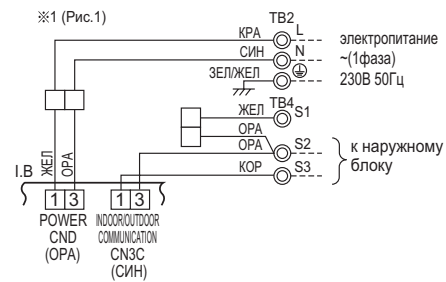 ※1 (Рис.1)
TB2
КРА
L
СИН
N
ЗЕЛ/ЖЕЛ
электропитание
~(1фаза)
230В 50Гц
TB4
ЖЕЛ
S1
ОРА
ОРА
S2
КОР
S3
к наружному
блоку
I.B
ЖЕЛ
ОРА
1 3
1 3
POWER
CND
(ОРА)
INDOOR/OUTDOOR
COMMUNICATION
CN3C
(СИН)